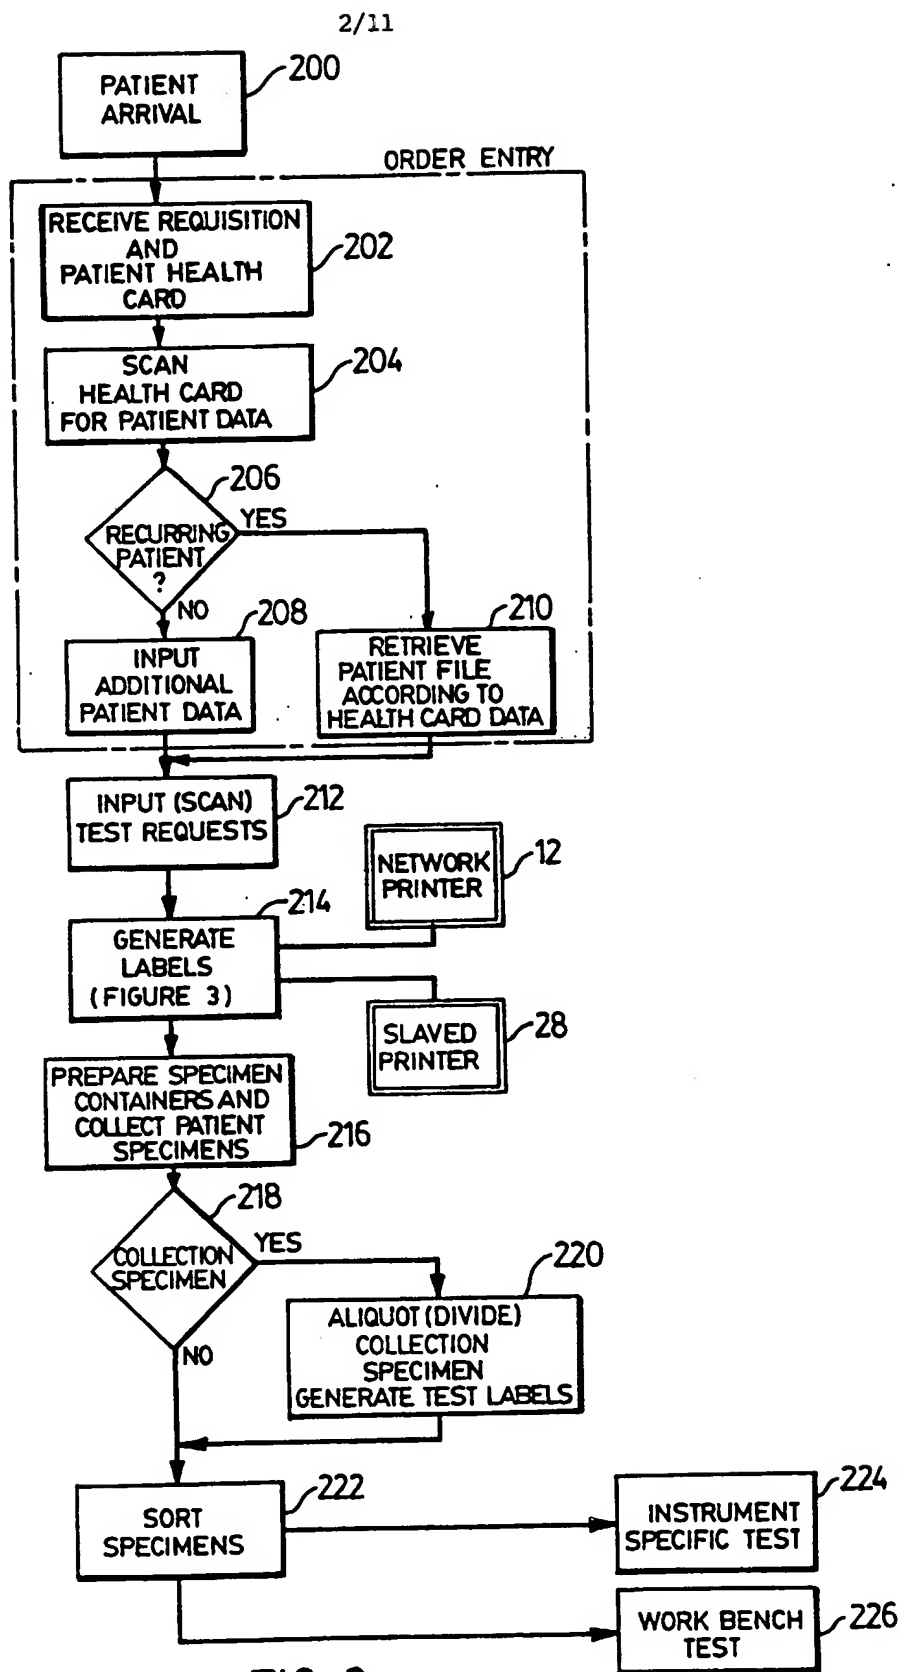 2/11
PATIENT
ARRIVAL
200
ORDER ENTRY
RECEIVE REQUISITION
AND
PATIENT HEALTH
CARD
202
SCAN
HEALTH CARD
FOR PATIENT DATA
204
206
RECURRING
PATIENT
?
YES
NO
208
INPUT
ADDITIONAL
PATIENT DATA
210
RETRIEVE
PATIENT FILE
ACCORDING TO
HEALTH CARD DATA
INPUT (SCAN)
TEST REQUESTS
212
NETWORK
PRINTER
12
214
GENERATE
LABELS
(FIGURE 3)
SLAVED
PRINTER
28
PREPARE SPECIMEN
CONTAINERS AND
COLLECT PATIENT
SPECIMENS
216
218
COLLECTION
SPECIMEN
YES
NO
220
ALIQUOT (DIVIDE)
COLLECTION
SPECIMEN
GENERATE TEST LABELS
222
SORT
SPECIMENS
224
INSTRUMENT
SPECIFIC TEST
WORK BENCH
TEST
226